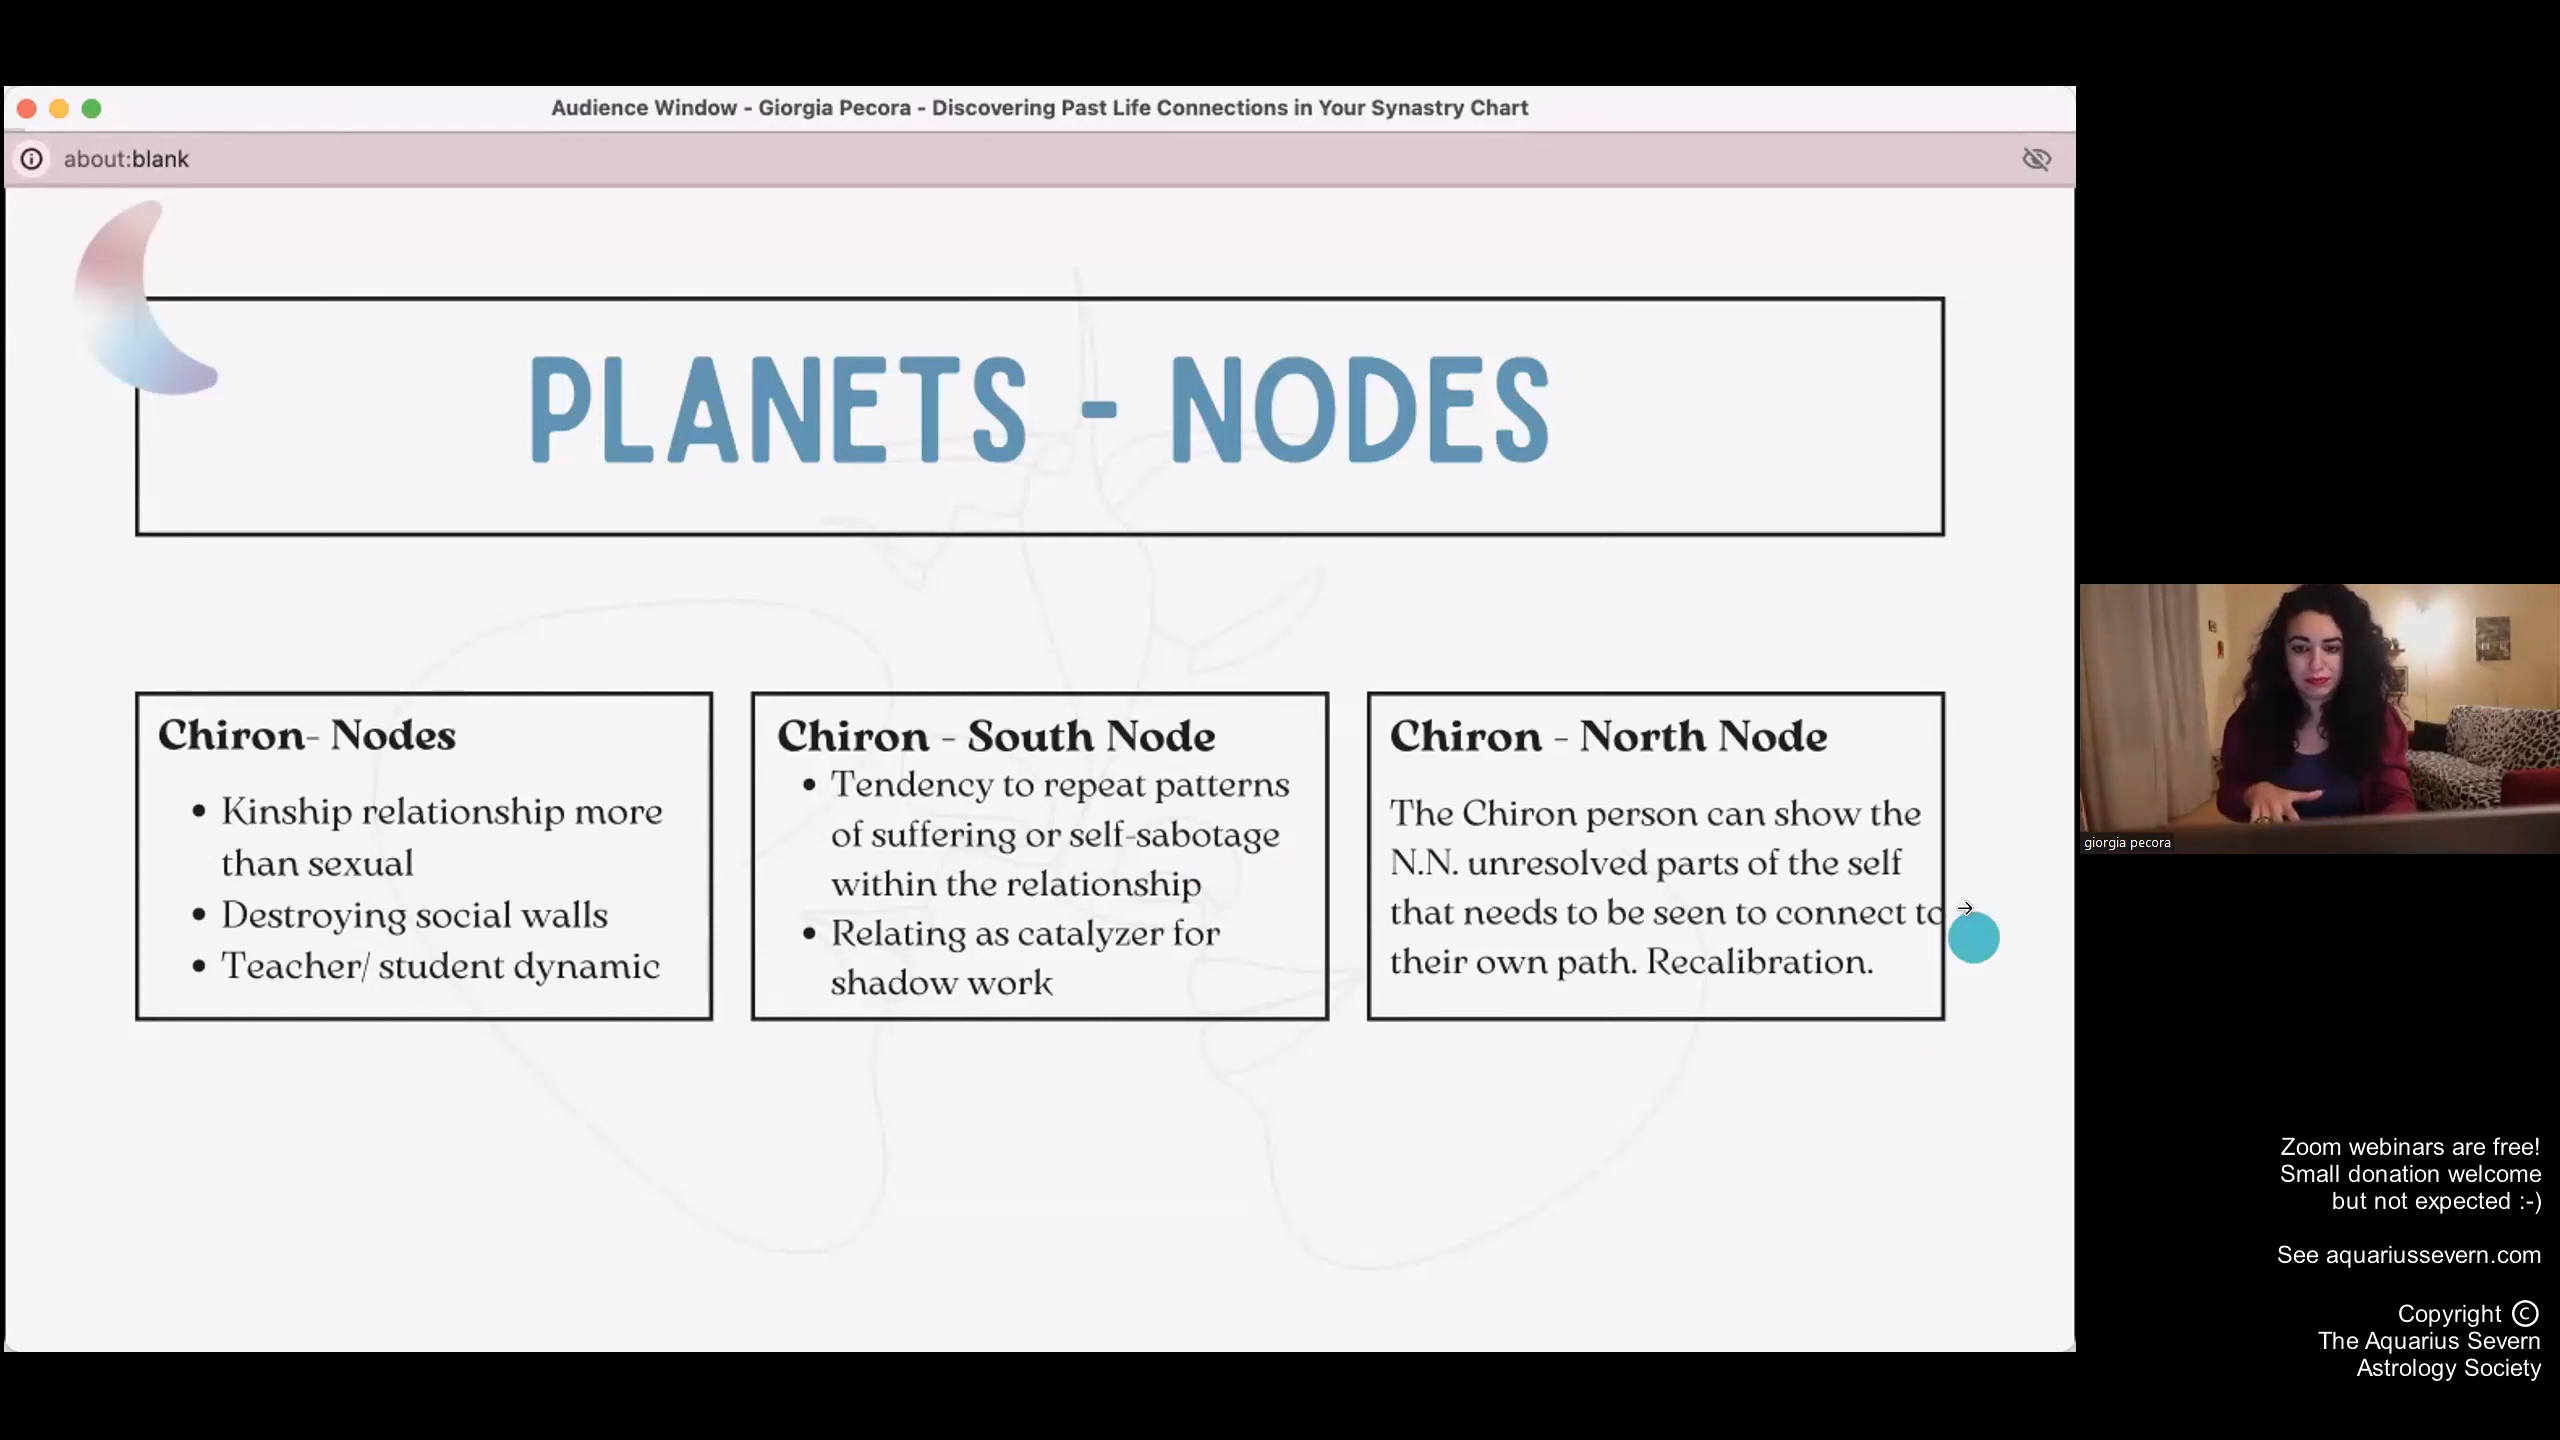 Audience Window - Giorgia Pecora - Discovering Past Life Connections in Your Synastry Chart
about:blank
PLANETS - NODES
Chiron- Nodes
• Kinship relationship more
than sexual
• Destroying social walls
• Teacher/ student dynamic
Chiron - South Node
• Tendency to repeat patterns
of suffering or self-sabotage
within the relationship
• Relating as catalyzer for
shadow work
Chiron - North Node
The Chiron person can show the
N.N. unresolved parts of the self
that needs to be seen to connect to
their own path. Recalibration.
giorgia pecora
Zoom webinars are free!
Small donation welcome
but not expected :-)
See aquariussevern.com
Copyright ©
The Aquarius Severn
Astrology Society